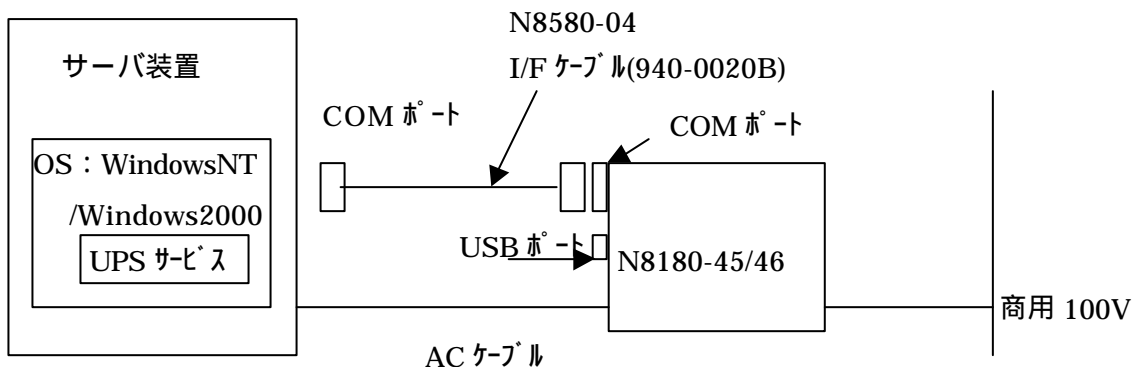 N8580-04
サーバ装置
I/F ｹｰﾌﾞﾙ(940-0020B)
COM ﾎﾟｰﾄ
COM ﾎﾟｰﾄ
OS：WindowsNT
/Windows2000
UPS ｻｰﾋﾞｽ
USB ﾎﾟｰﾄ
N8180-45/46
商用 100V
AC ｹｰﾌﾞﾙ